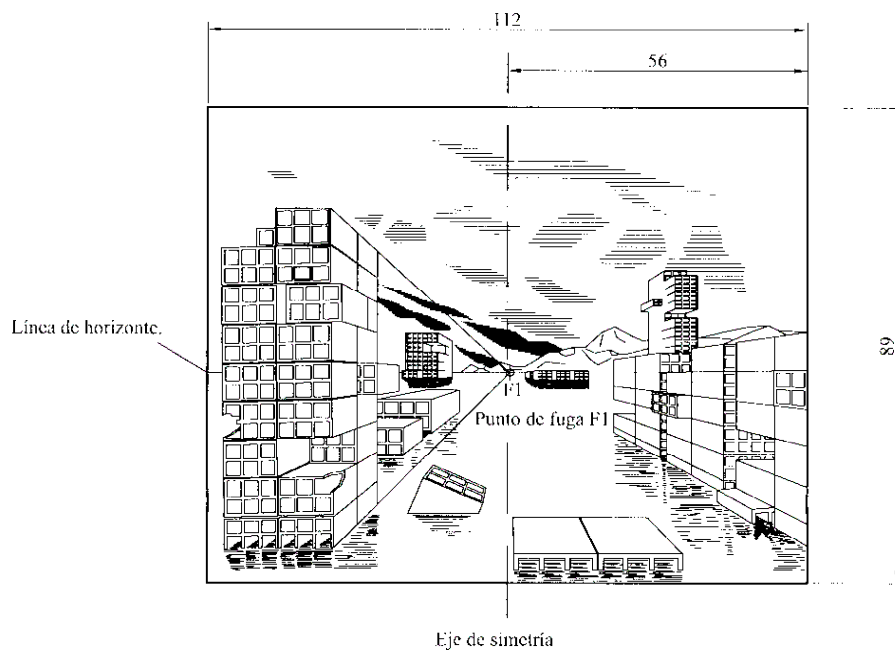 112
56
89
Línea de horizonte.
F1
Punto de fuga F1
Eje de simetría